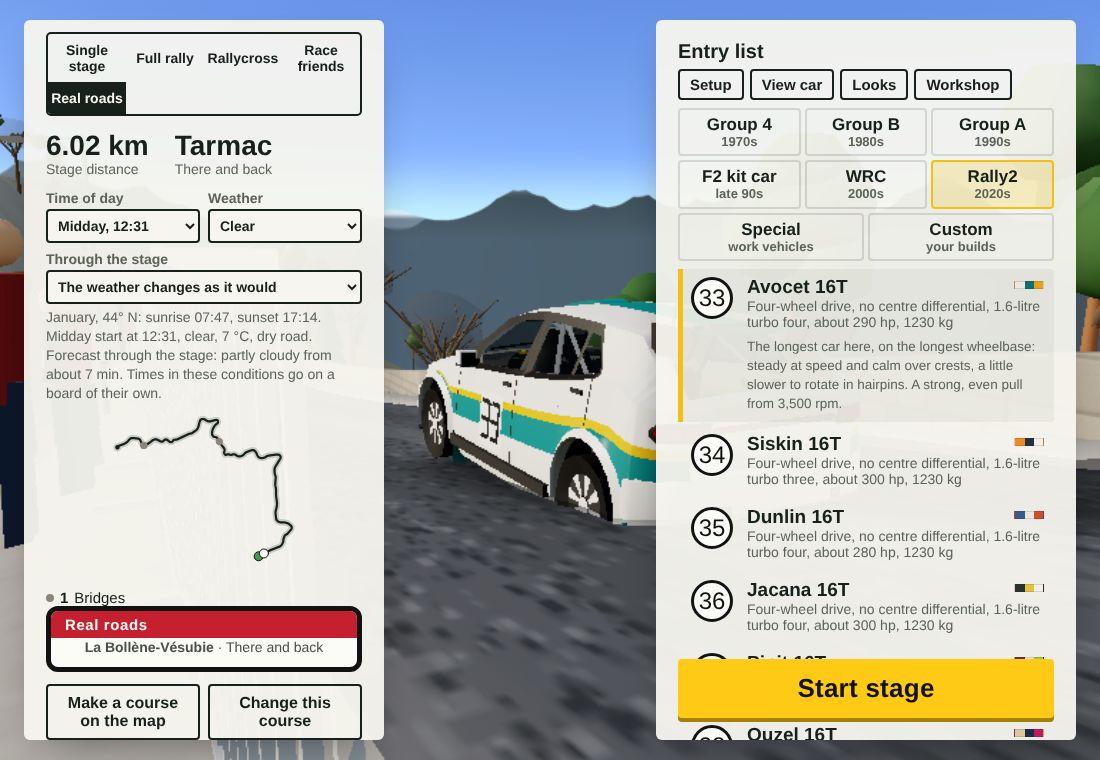 Single stage
Full rally
Rallycross
Race friends
Real roads
6.02 km
Stage distance
Tarmac
There and back
Time of day
Weather
Midday, 12:31
Clear
Through the stage
The weather changes as it would
January, 44° N: sunrise 07:47, sunset 17:14.
Midday start at 12:31, clear, 7 °C, dry road.
Forecast through the stage: partly cloudy from
about 7 min. Times in these conditions go on a
board of their own.
1 Bridges
Real roads
La Bollène-Vésubie · There and back
Make a course
on the map
Change this
course
33
Entry list
Setup
View car
Looks
Workshop
Group 4
1970s
Group B
1980s
Group A
1990s
F2 kit car
late 90s
WRC
2000s
Rally2
2020s
Special
work vehicles
Custom
your builds
33
Avocet 16T
Four-wheel drive, no centre differential, 1.6-litre
turbo four, about 290 hp, 1230 kg
The longest car here, on the longest wheelbase:
steady at speed and calm over crests, a little
slower to rotate in hairpins. A strong, even pull
from 3,500 rpm.
34
Siskin 16T
Four-wheel drive, no centre differential, 1.6-litre
turbo three, about 300 hp, 1230 kg
35
Dunlin 16T
Four-wheel drive, no centre differential, 1.6-litre
turbo four, about 280 hp, 1230 kg
36
Jacana 16T
Four-wheel drive, no centre differential, 1.6-litre
turbo four, about 300 hp, 1230 kg
Start stage
Ouzel 16T